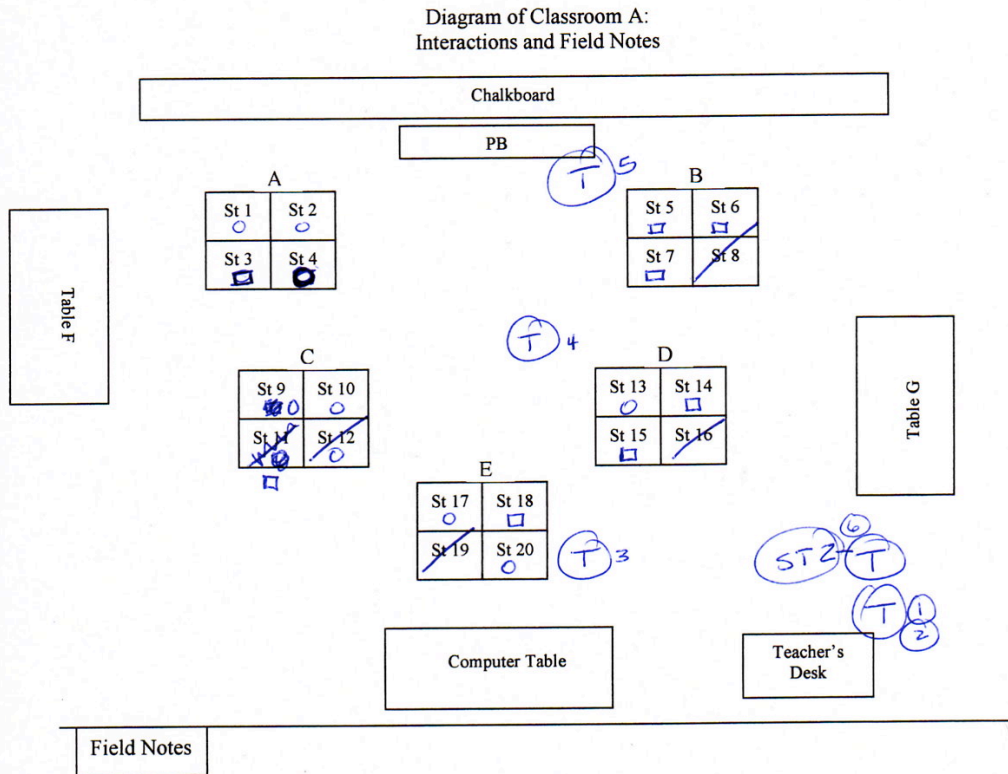 Diagram of Classroom A:
Interactions and Field Notes
Chalkboard
PB
T 5
A
St 1 St 2
St 3 St 4
B
St 5 St 6
St 7 St 8
Table F
T 4
C
St 9 St 10
St 11 St 12
D
St 13 St 14
St 15 St 16
Table G
E
St 17 St 18
St 19 St 20
T 3
6
ST 2 - T
T 1
2
Computer Table
Teacher's
Desk
Field Notes